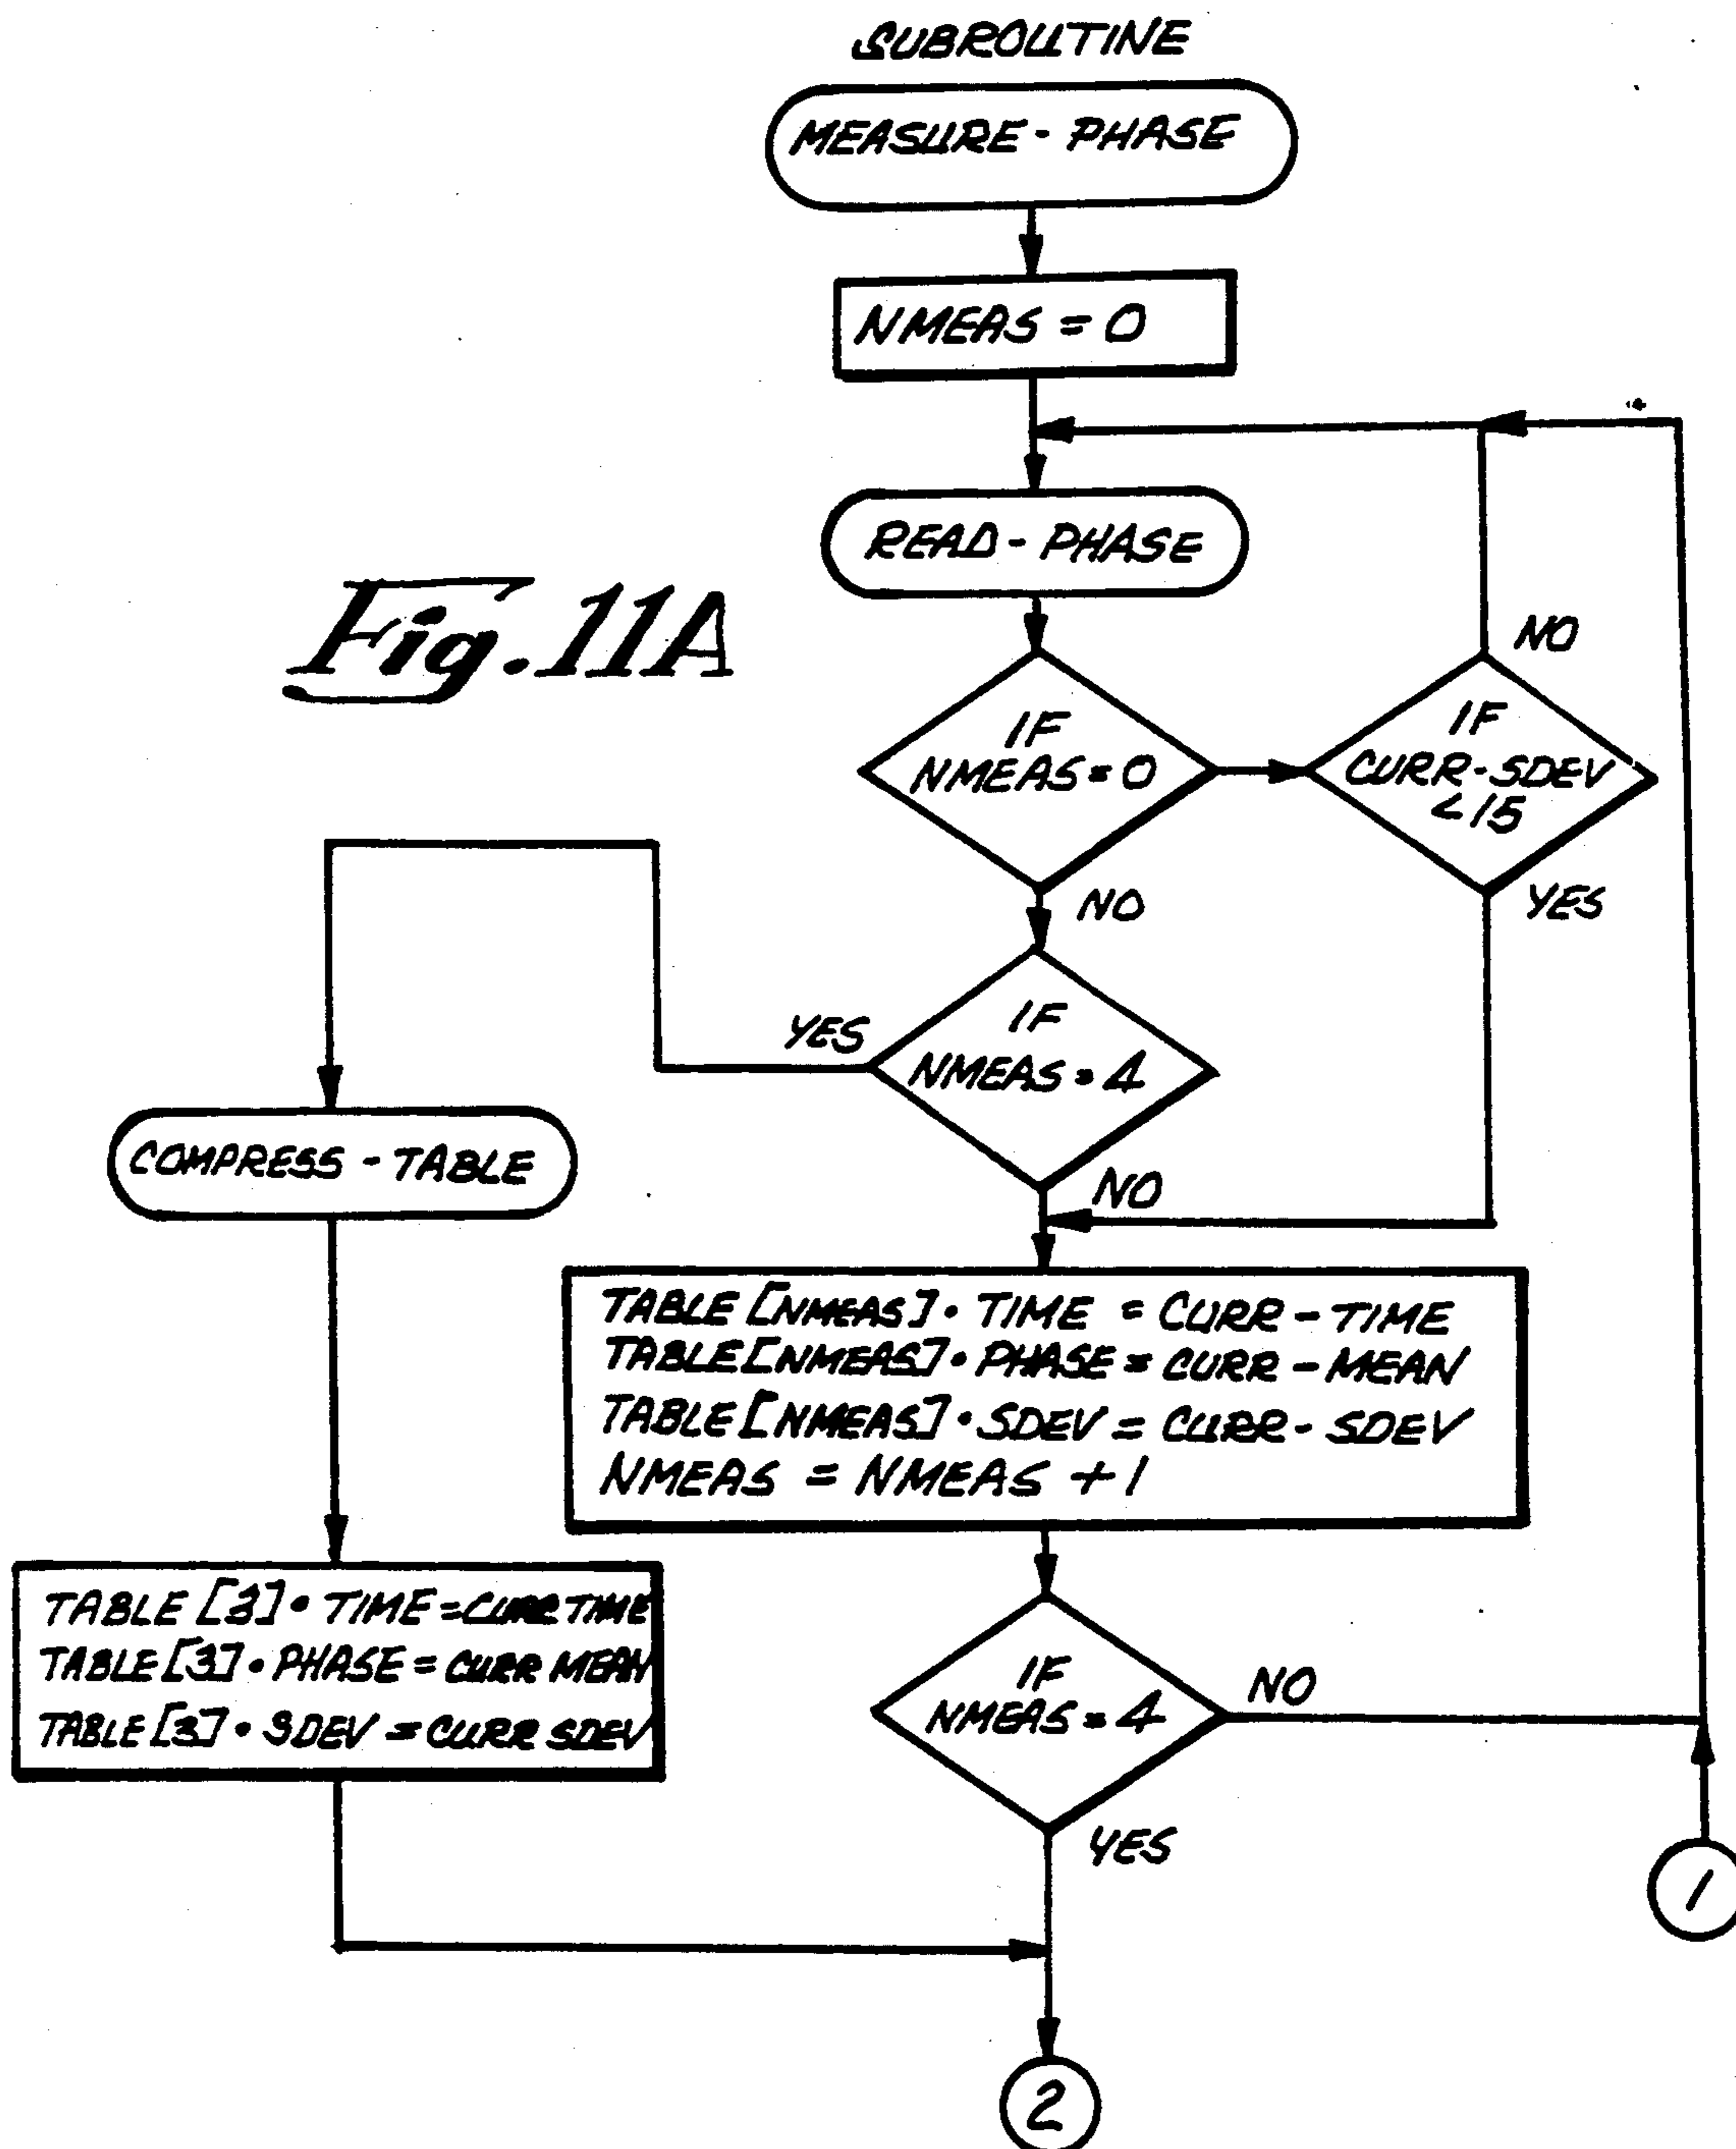 SUBROUTINE
MEASURE - PHASE
NMEAS = 0
READ - PHASE
Fig. 11A
NO
IF
NMEAS = 0
IF
CURR - SDEV
< 15
NO
YES
IF
NMEAS = 4
YES
NO
COMPRESS - TABLE
TABLE [NMEAS] • TIME = CURR - TIME
TABLE [NMEAS] • PHASE = CURR - MEAN
TABLE [NMEAS] • SDEV = CURR - SDEV
NMEAS = NMEAS + 1
TABLE [3] • TIME = CURR TIME
TABLE [3] • PHASE = CURR MEAN
TABLE [3] • SDEV = CURR SDEV
IF
NMEAS = 4
NO
YES
1
2